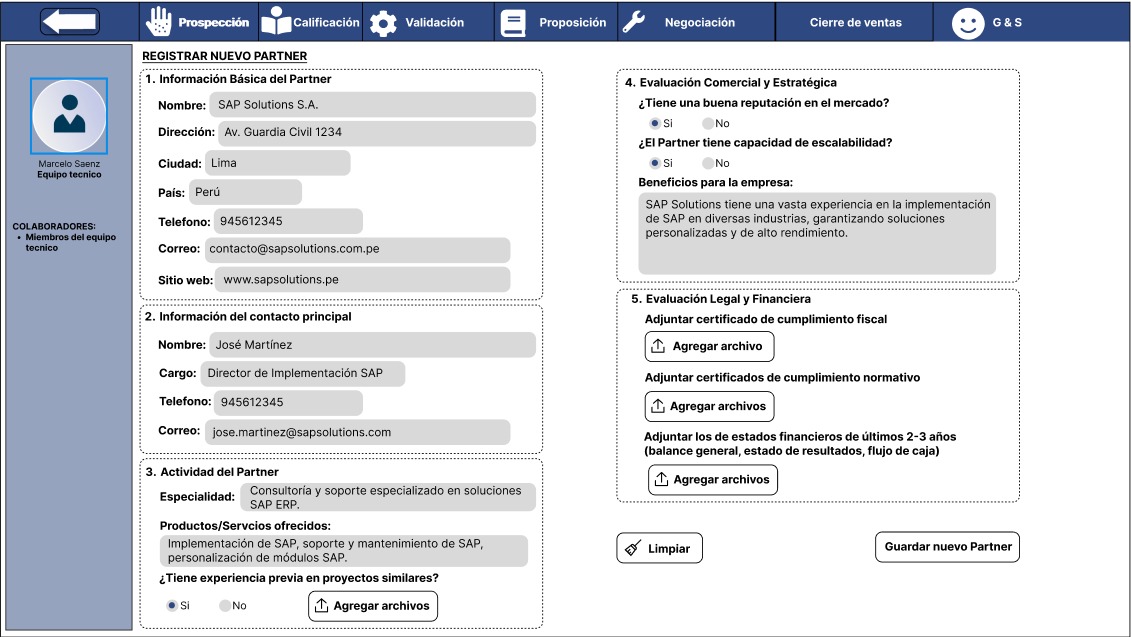 Prospección
Calificación
Validación
Proposición
Negociación
Cierre de ventas
G & S
Marcelo Saenz
Equipo tecnico
COLABORADORES:
• Miembros del equipo
tecnico
REGISTRAR NUEVO PARTNER
1. Información Básica del Partner
Nombre: SAP Solutions S.A.
Dirección: Av. Guardia Civil 1234
Ciudad: Lima
País: Perú
Telefono: 945612345
Correo: contacto@sapsolutions.com.pe
Sitio web: www.sapsolutions.pe
2. Información del contacto principal
Nombre: José Martínez
Cargo: Director de Implementación SAP
Telefono: 945612345
Correo: jose.martinez@sapsolutions.com
3. Actividad del Partner
Especialidad: Consultoría y soporte especializado en soluciones
SAP ERP.
Productos/Servcios ofrecidos:
Implementación de SAP, soporte y mantenimiento de SAP,
personalización de módulos SAP.
¿Tiene experiencia previa en proyectos similares?
Si No Agregar archivos
4. Evaluación Comercial y Estratégica
¿Tiene una buena reputación en el mercado?
Si No
¿El Partner tiene capacidad de escalabilidad?
Si No
Beneficios para la empresa:
SAP Solutions tiene una vasta experiencia en la implementación
de SAP en diversas industrias, garantizando soluciones
personalizadas y de alto rendimiento.
5. Evaluación Legal y Financiera
Adjuntar certificado de cumplimiento fiscal
Agregar archivo
Adjuntar certificados de cumplimiento normativo
Agregar archivos
Adjuntar los de estados financieros de últimos 2-3 años
(balance general, estado de resultados, flujo de caja)
Agregar archivos
Limpiar
Guardar nuevo Partner